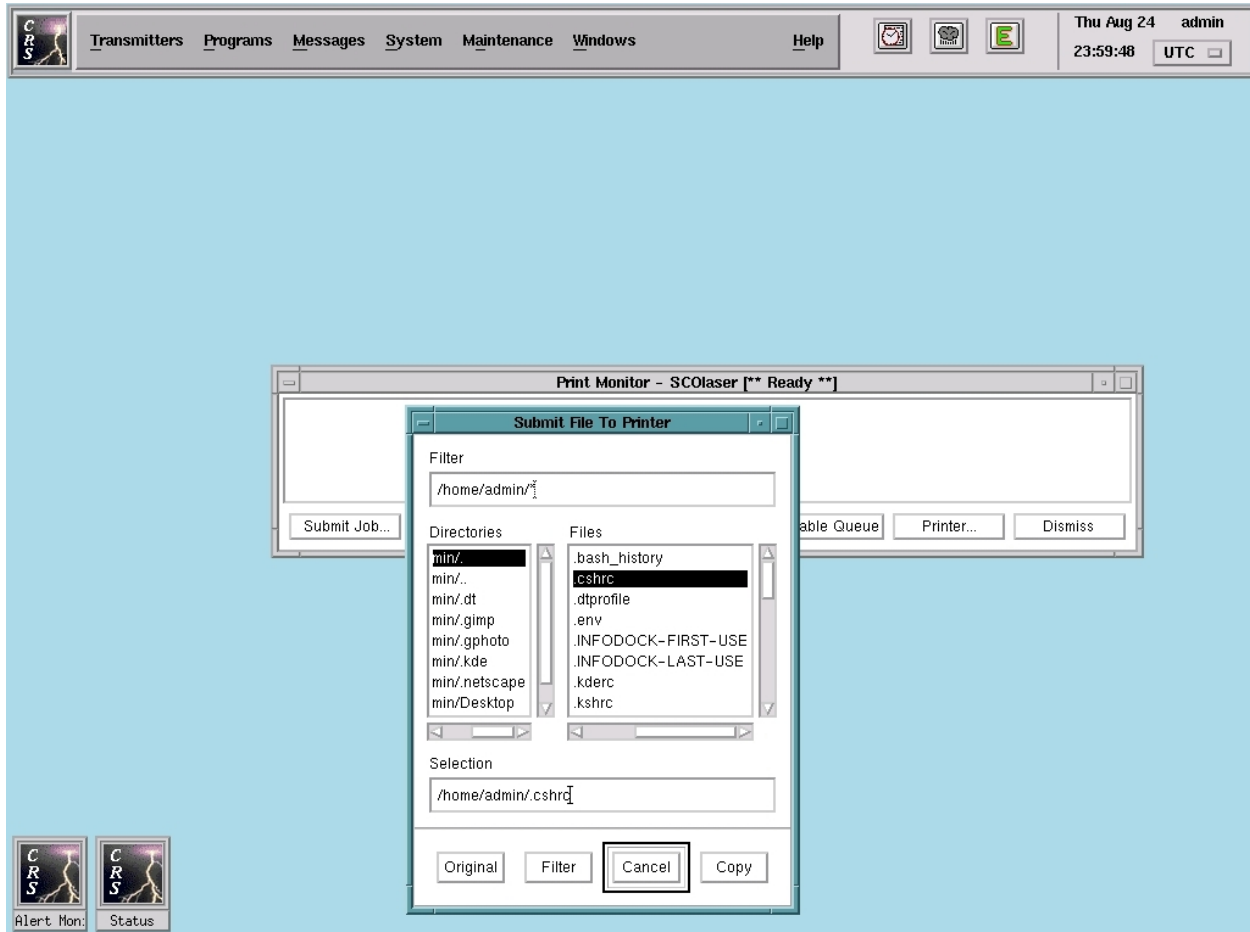 C
R
S
Transmitters Programs Messages System Maintenance Windows Help
E
Thu Aug 24 admin
23:59:48 UTC
Print Monitor - SCOlaser [** Ready **]
Submit File To Printer
Filter
/home/admin/*
Submit Job...
able Queue
Printer...
Dismiss
Directories
min/.
min/..
min/.dt
min/.gimp
min/.gphoto
min/.kde
min/.netscape
min/Desktop
Files
.bash_history
.cshrc
.dtprofile
.env
.INFODOCK-FIRST-USE
.INFODOCK-LAST-USE
.kderc
.kshrc
Selection
/home/admin/.cshrc
Original Filter Cancel Copy
C
R
S
Alert Mon:
C
R
S
Status